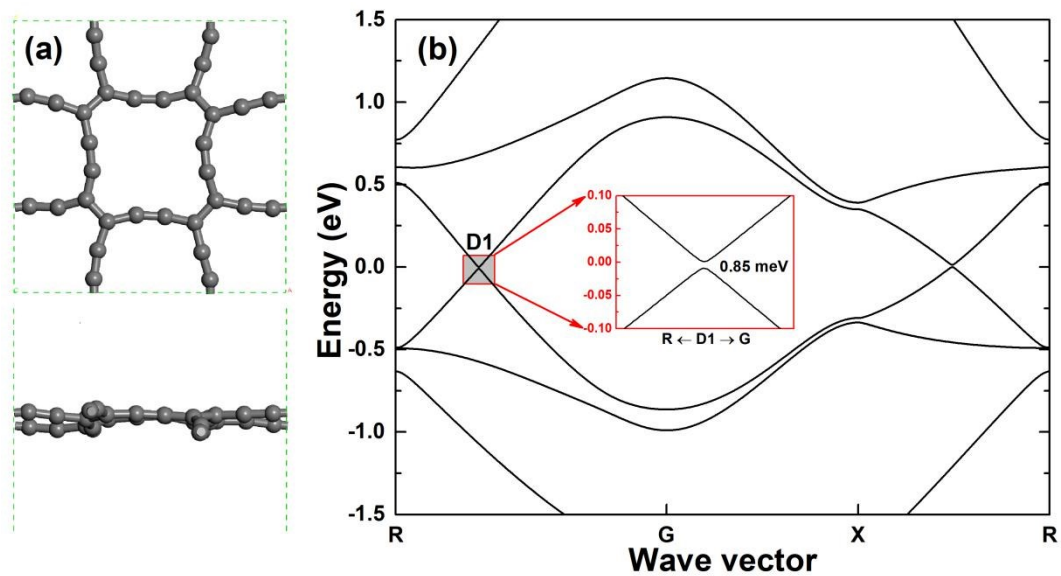 (a)
(b)
Energy (eV)
1.5
1.0
0.5
0.0
-0.5
-1.0
-1.5
D1
0.10
0.05
0.00
-0.05
-0.10
0.85 meV
R ← D1 → G
R
G
X
R
Wave vector